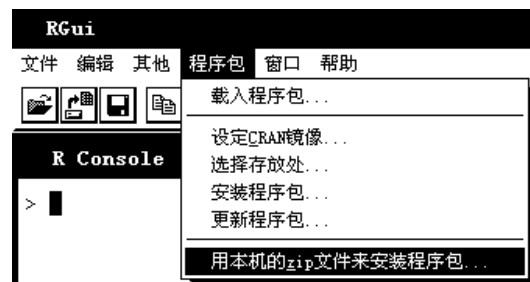 RGui
文件 编辑 其他 程序包 窗口 帮助
载入程序包...
设定CRAN镜像...
选择存放处...
安装程序包...
更新程序包...
用本机的zip文件来安装程序包...
R Console
>